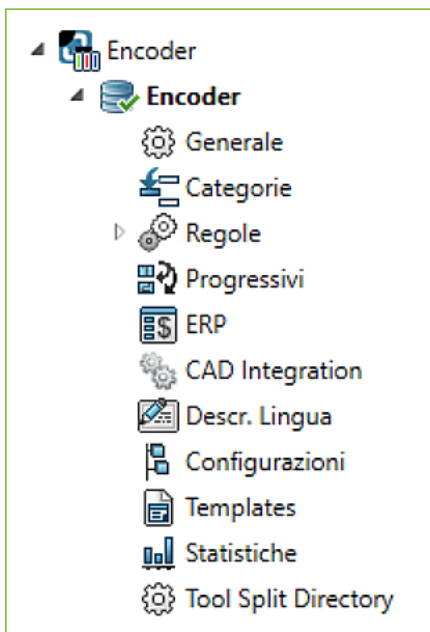 Encoder
Encoder
Generale
Categorie
Regole
Progressivi
ERP
CAD Integration
Descr. Lingua
Configurazioni
Templates
Statistiche
Tool Split Directory